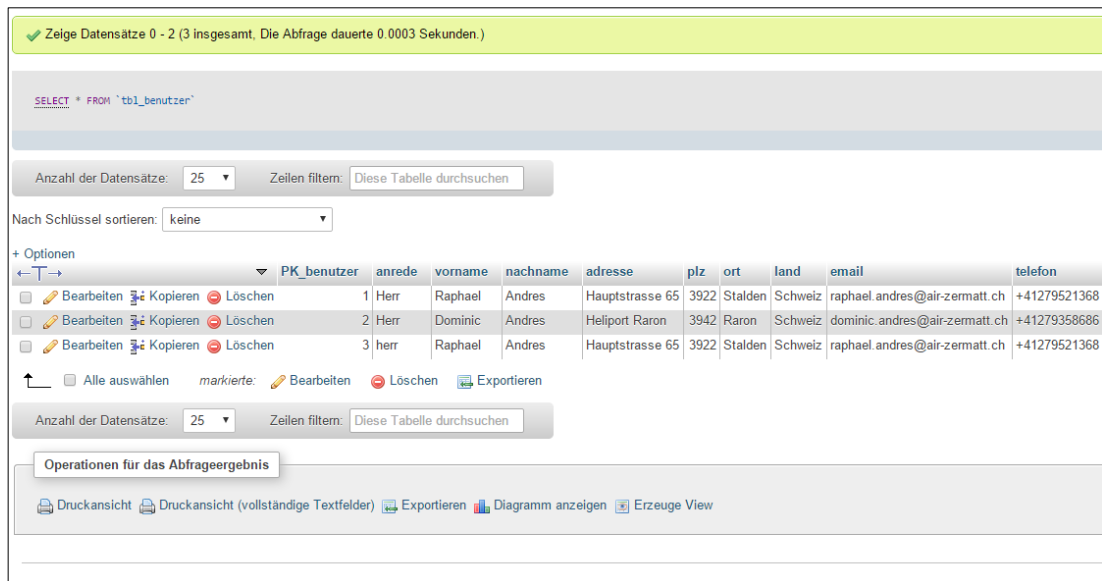 Zeige Datensätze 0 - 2 (3 insgesamt, Die Abfrage dauerte 0.0003 Sekunden.)
SELECT * FROM `tbl_benutzer`
Anzahl der Datensätze: 25 Zeilen filtern: Diese Tabelle durchsuchen
Nach Schlüssel sortieren: keine
+ Optionen
PK_benutzer anrede vorname nachname adresse plz ort land email telefon
Bearbeiten Kopieren Löschen 1 Herr Raphael Andres Hauptstrasse 65 3922 Stalden Schweiz raphael.andres@air-zermatt.ch +41279521368
Bearbeiten Kopieren Löschen 2 Herr Dominic Andres Heliport Raron 3942 Raron Schweiz dominic.andres@air-zermatt.ch +41279358686
Bearbeiten Kopieren Löschen 3 herr Raphael Andres Hauptstrasse 65 3922 Stalden Schweiz raphael.andres@air-zermatt.ch +41279521368
Alle auswählen markierte: Bearbeiten Löschen Exportieren
Anzahl der Datensätze: 25 Zeilen filtern: Diese Tabelle durchsuchen
Operationen für das Abfrageergebnis
Druckansicht Druckansicht (vollständige Textfelder) Exportieren Diagramm anzeigen Erzeuge View